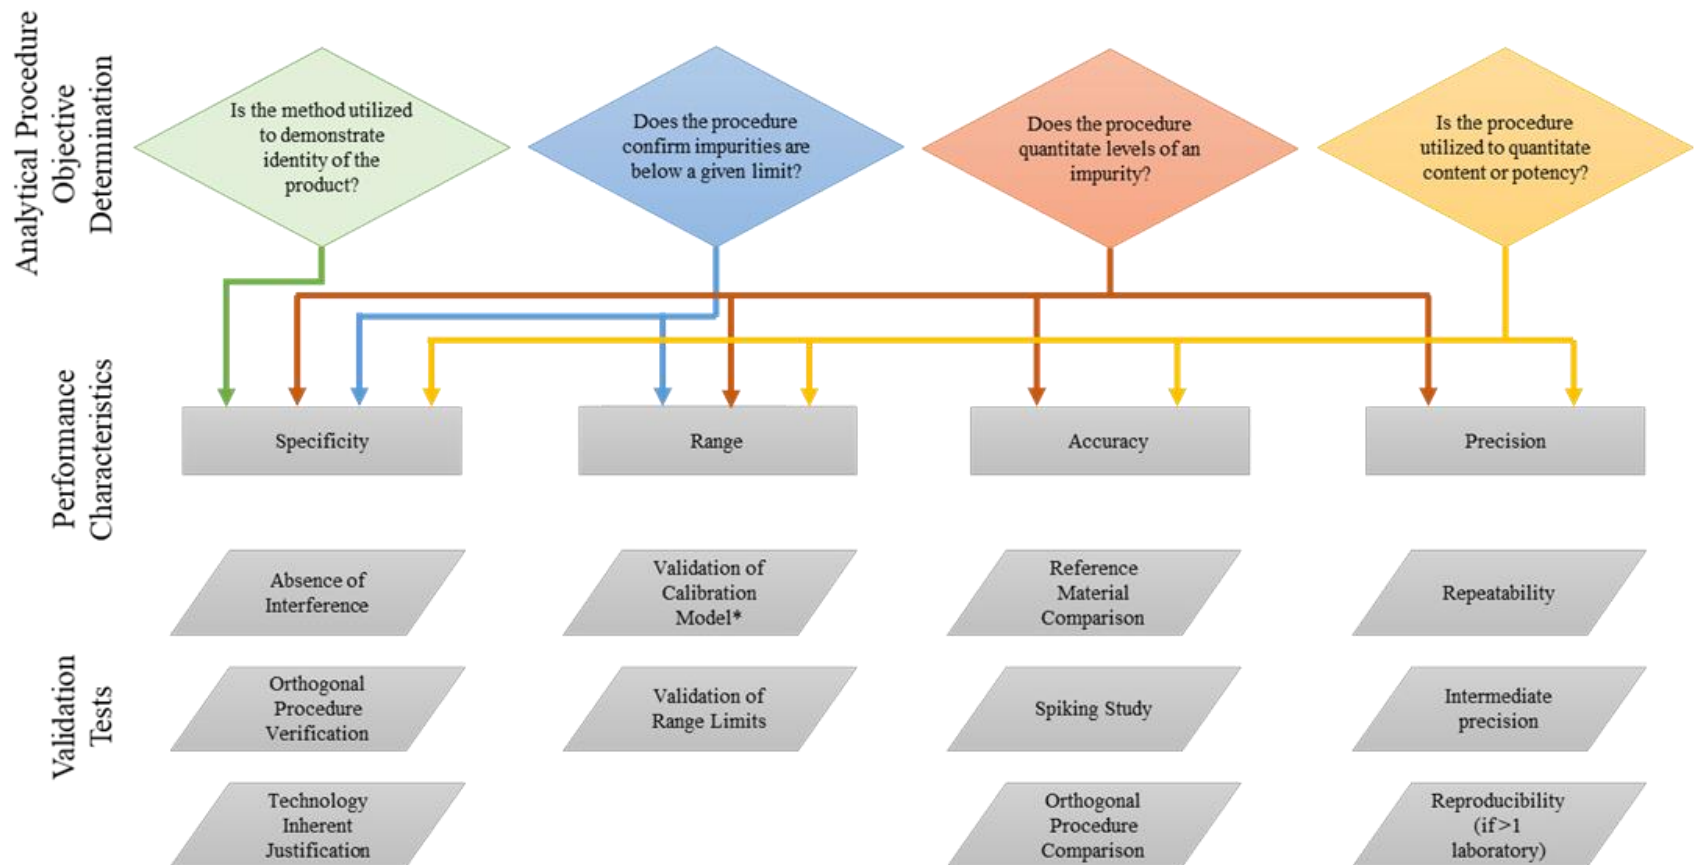 Analytical Procedure
Objective
Determination
Is the method utilized
to demonstrate
identity of the
product?
Does the procedure
confirm impurities are
below a given limit?
Does the procedure
quantitate levels of an
impurity?
Is the procedure
utilized to quantitate
content or potency?
Performance
Characteristics
Specificity
Range
Accuracy
Precision
Validation
Tests
Absence of
Interference
Validation of
Calibration
Model*
Reference
Material
Comparison
Repeatability
Orthogonal
Procedure
Verification
Validation of
Range Limits
Spiking Study
Intermediate
precision
Technology
Inherent
Justification
Orthogonal
Procedure
Comparison
Reproducibility
(if >1
laboratory)